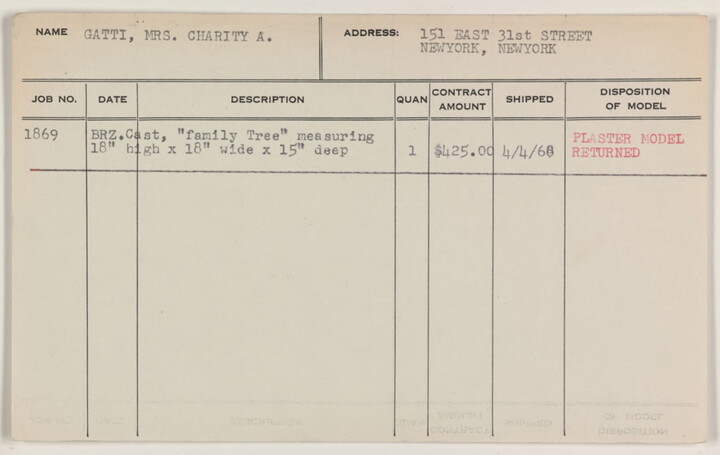 NAME GATTI, MRS. CHARITY A. ADDRESS: 151 EAST 31st STREET
NEWYORK, NEWYORK
JOB NO. DATE DESCRIPTION QUAN CONTRACT AMOUNT SHIPPED DISPOSITION OF MODEL
1869 BRZ.Cast, "family Tree" measuring PLASTER MODEL
18" high x 18" wide x 15" deep 1 $425.00 4/4/60 RETURNED